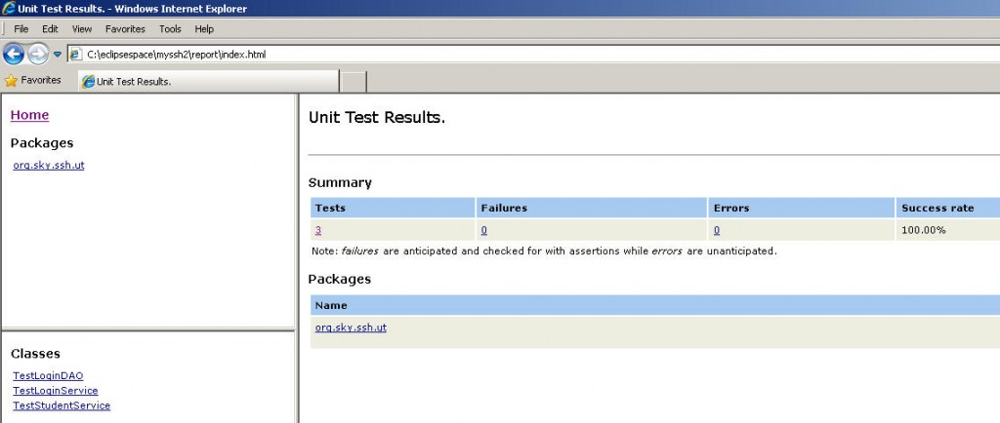 Unit Test Results. - Windows Internet Explorer
File Edit View Favorites Tools Help
C:\eclipsespace\myssh2\report\index.html
Favorites Unit Test Results.
Home
Packages
org.sky.ssh.ut
Classes
TestLoginDAO
TestLoginService
TestStudentService
Unit Test Results.
Summary
Tests Failures Errors Success rate
3 0 0 100.00%
Note: failures are anticipated and checked for with assertions while errors are unanticipated.
Packages
Name
org.sky.ssh.ut